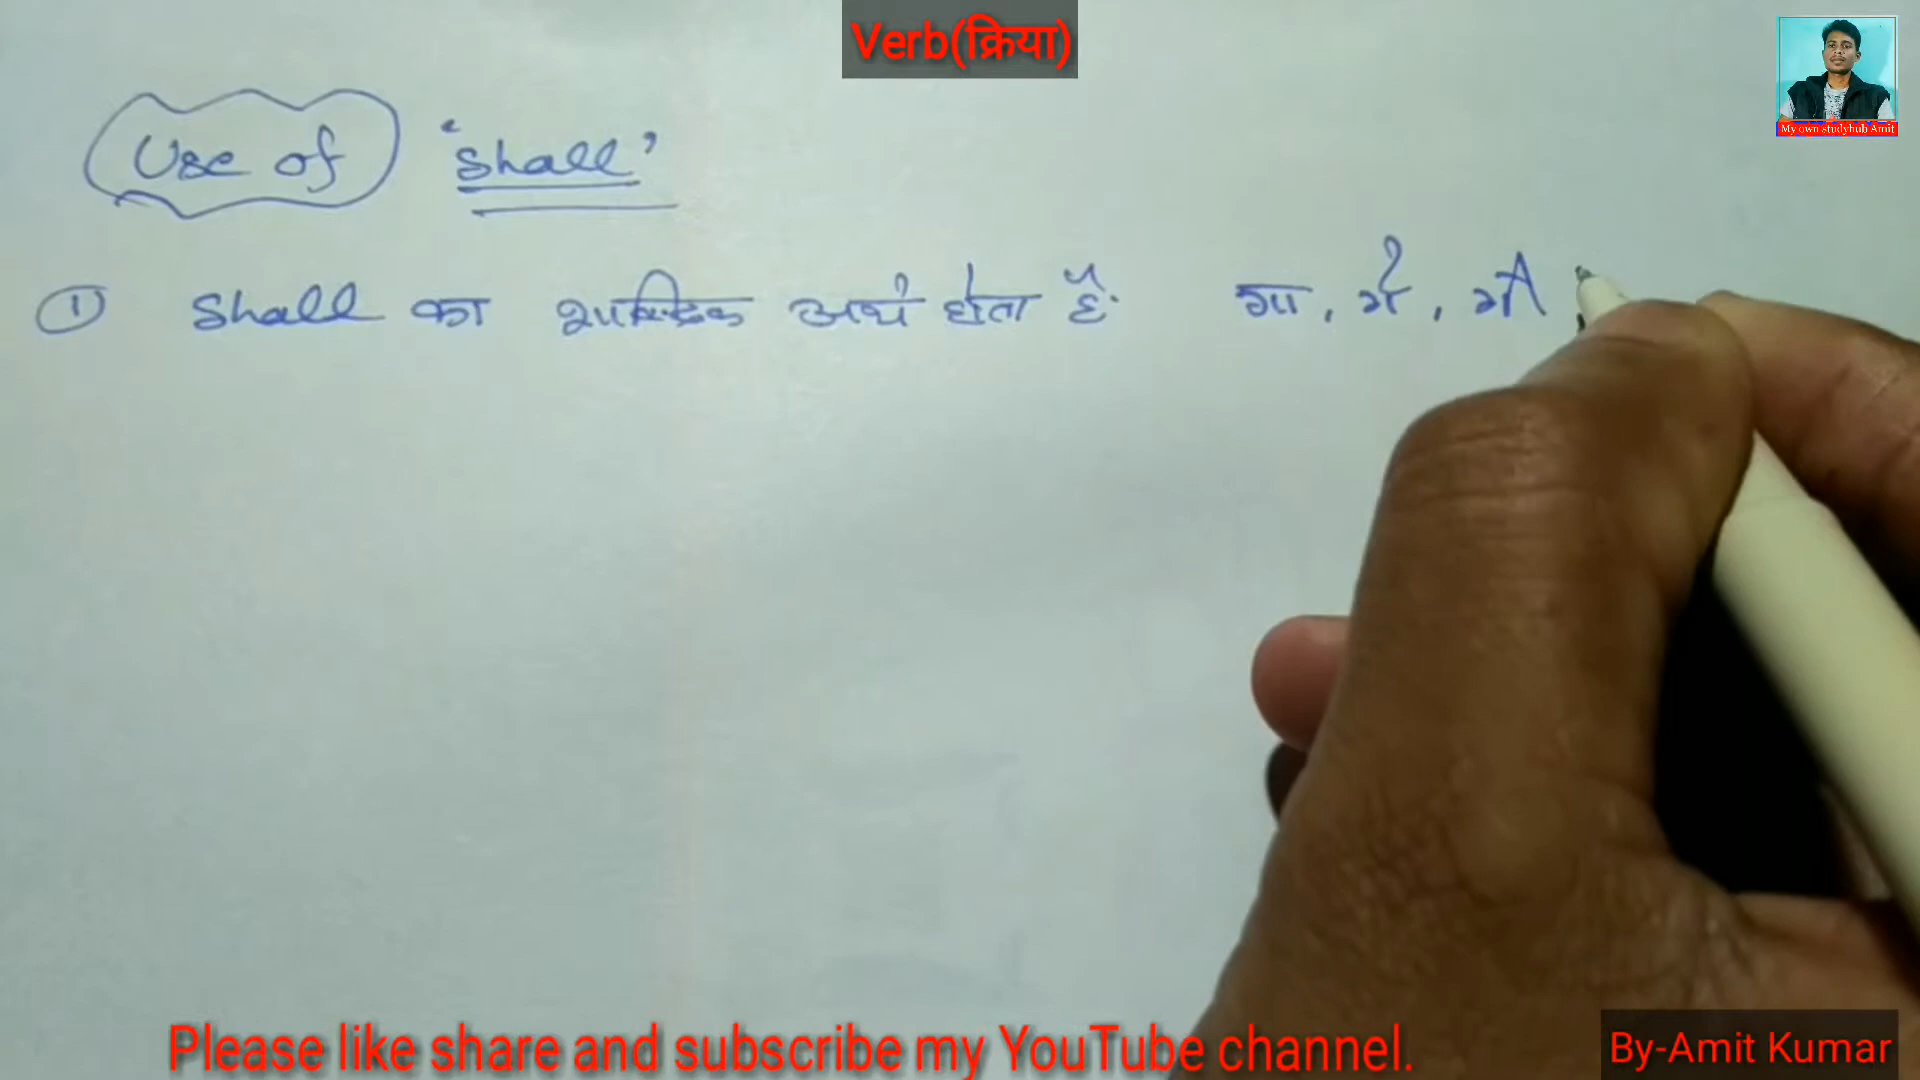 Verb(क्रिया)
My own studyhub Amit
Use of 'Shall'
① Shall का शाब्दिक अर्थ होता है. गा, गे, गी
Please like share and subscribe my YouTube channel.
By-Amit Kumar